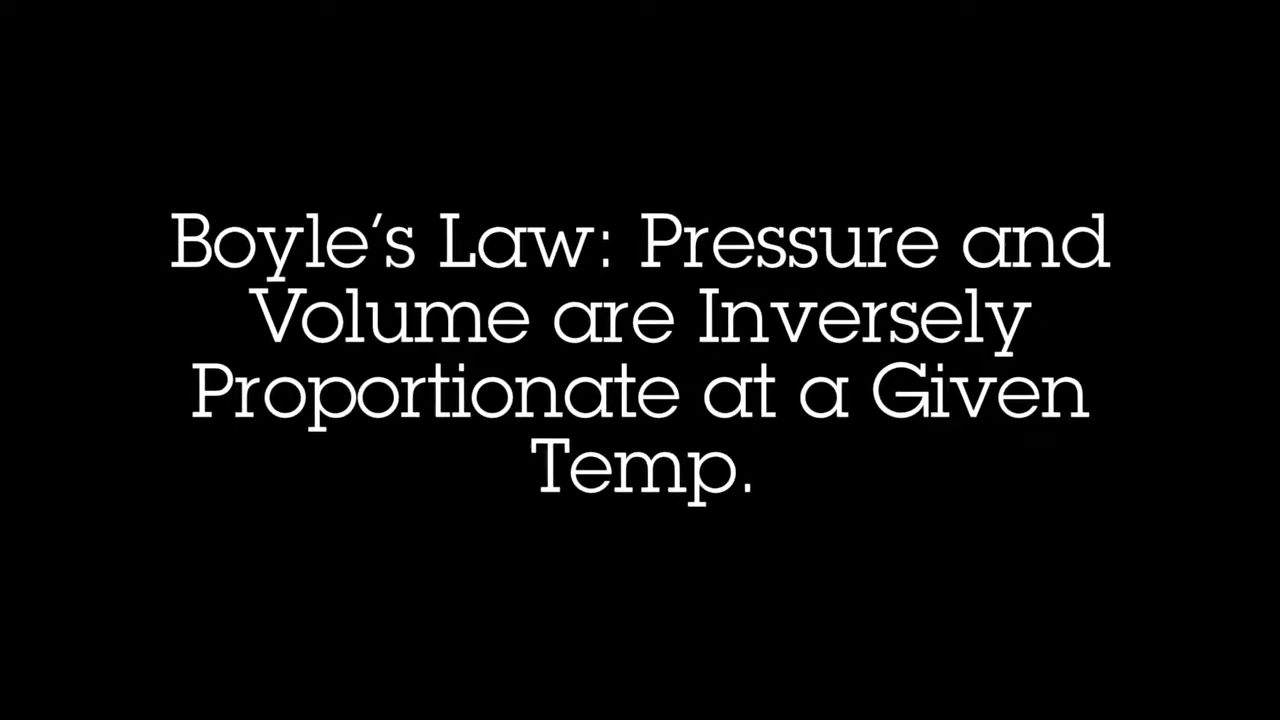 Boyle's Law: Pressure and
Volume are Inversely
Proportionate at a Given
Temp.